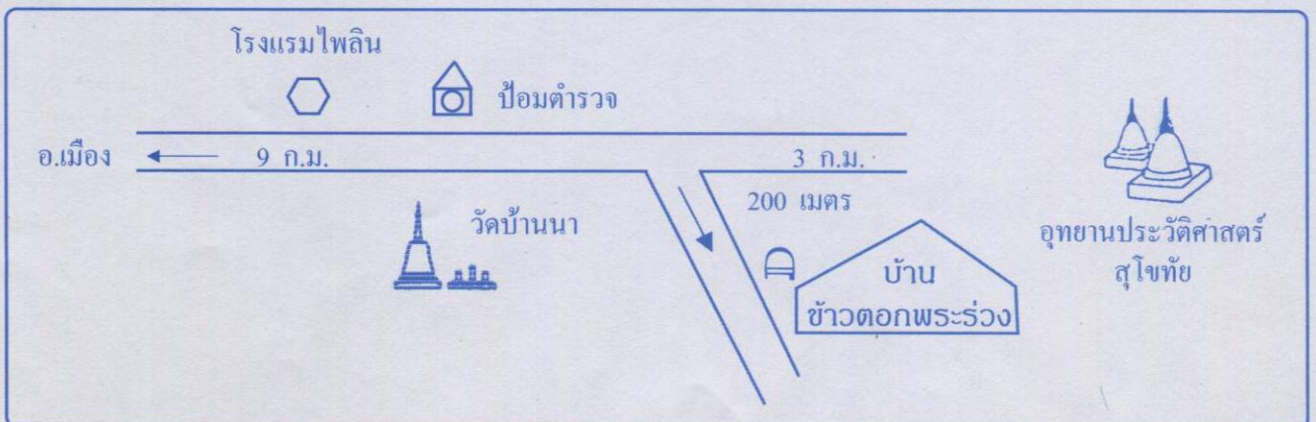 โรงแรมไพลิน
ป้อมตำรวจ
อ.เมือง
9 ก.ม.
3 ก.ม.
200 เมตร
วัดบ้านนา
บ้าน
ข้าวตอกพระร่วง
อุทยานประวัติศาสตร์
สุโขทัย